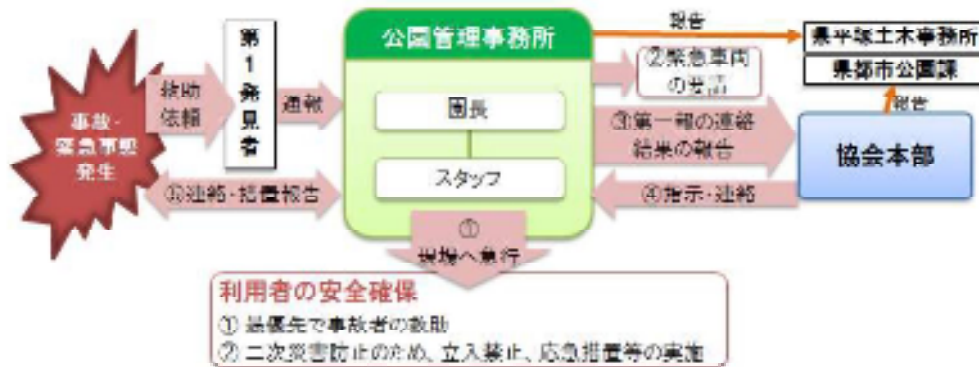 事故・
緊急事態
発生
救助
依頼
第1発見者
通報
公園管理事務所
園長
スタッフ
報告
県平塚土木事務所
県都市公園課
②緊急車両
の要請
③第一報の連絡
結果の報告
報告
協会本部
④指示・連絡
⑤連絡・措置報告
①
現場へ急行
利用者の安全確保
① 最優先で事故者の救助
② 二次災害防止のため、立入禁止、応急措置等の実施